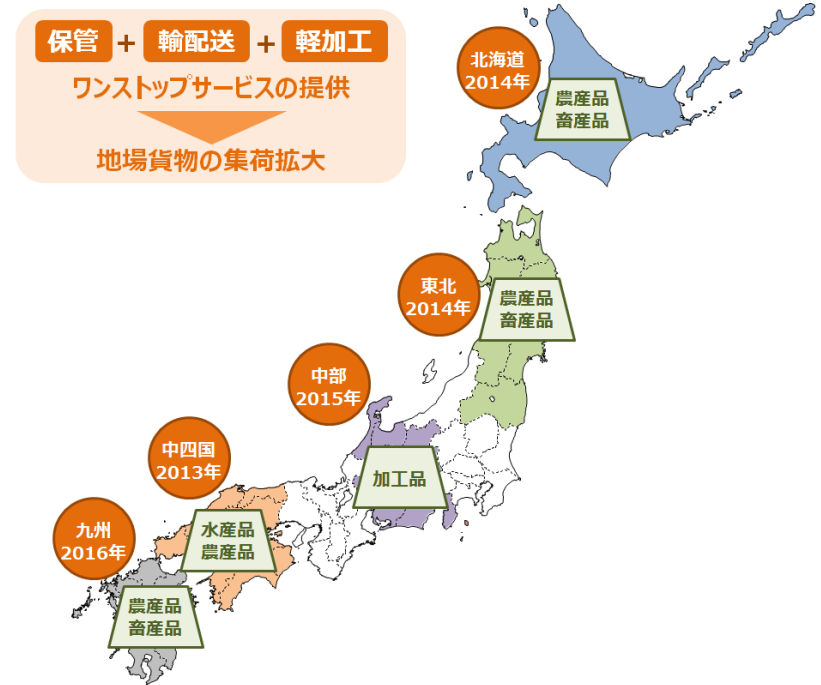 保管 + 輸配送 + 軽加工
ワンストップサービスの提供
地場貨物の集荷拡大
北海道
2014年
農産品
畜産品
東北
2014年
農産品
畜産品
中部
2015年
加工品
中四国
2013年
水産品
農産品
九州
2016年
農産品
畜産品